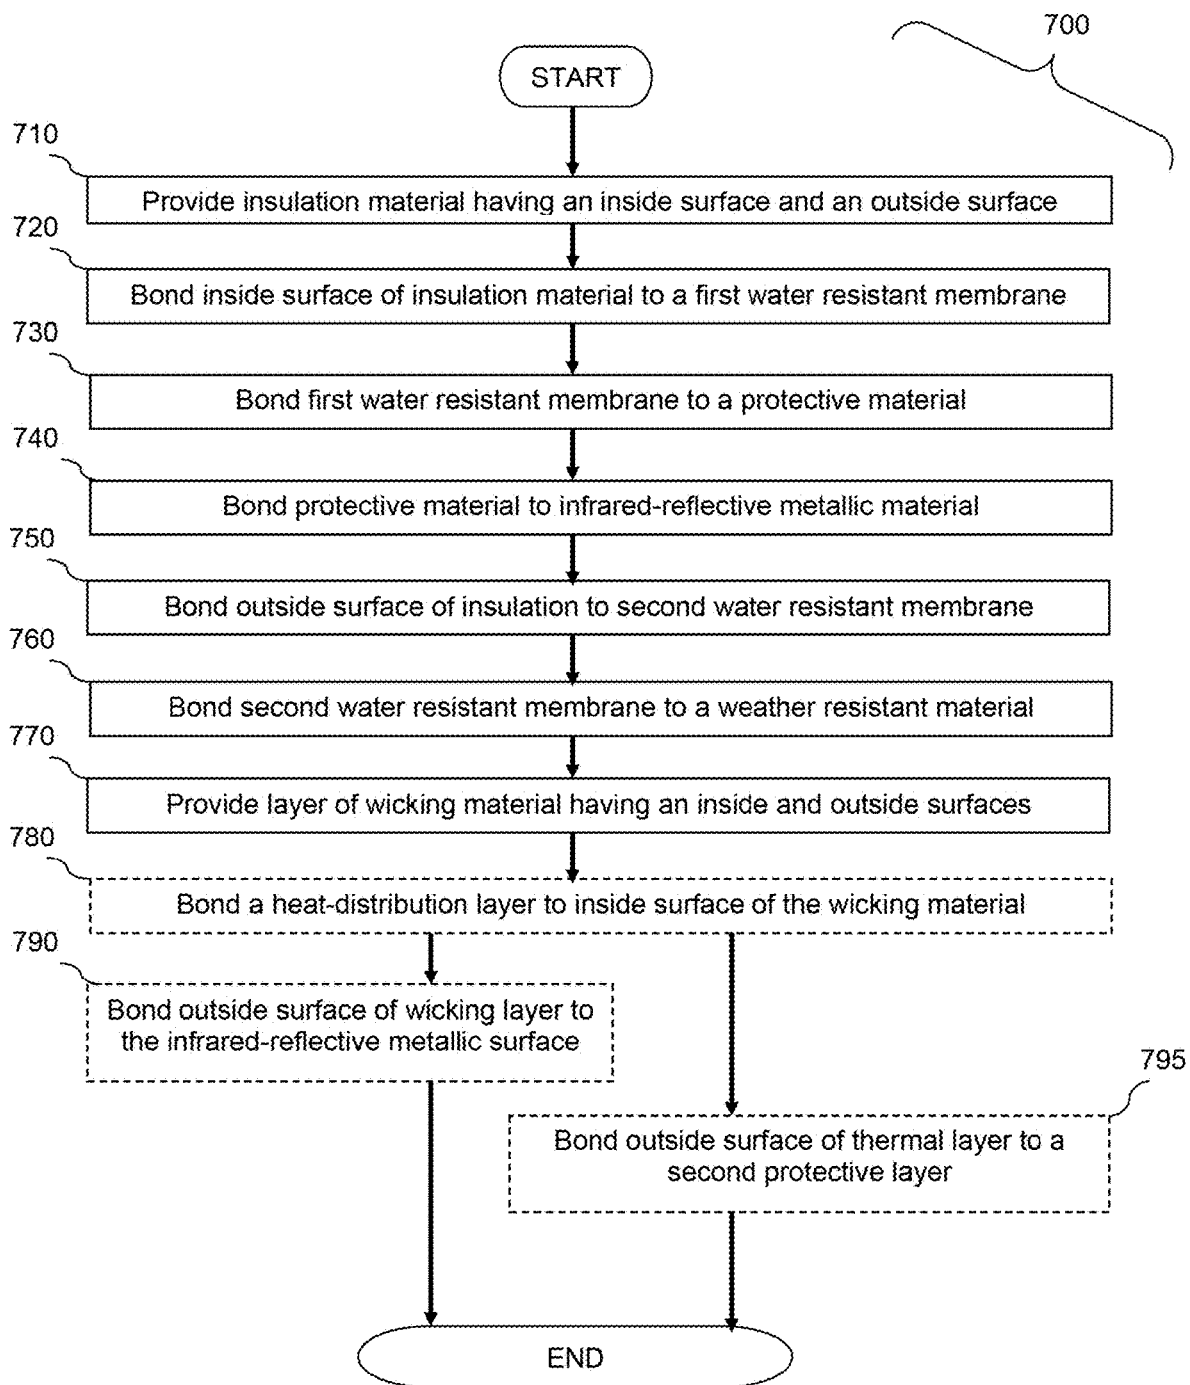 700
START
710
Provide insulation material having an inside surface and an outside surface
720
Bond inside surface of insulation material to a first water resistant membrane
730
Bond first water resistant membrane to a protective material
740
Bond protective material to infrared-reflective metallic material
750
Bond outside surface of insulation to second water resistant membrane
760
Bond second water resistant membrane to a weather resistant material
770
Provide layer of wicking material having an inside and outside surfaces
780
Bond a heat-distribution layer to inside surface of the wicking material
790
Bond outside surface of wicking layer to
the infrared-reflective metallic surface
795
Bond outside surface of thermal layer to a
second protective layer
END